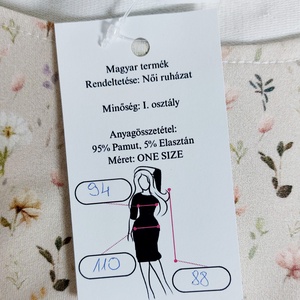 Magyar termék
Rendeltetése: Női ruházat
Minőség: I. osztály
Anyagösszetétel:
95% Pamut, 5% Elasztán
Méret: ONE SIZE
94
110
88